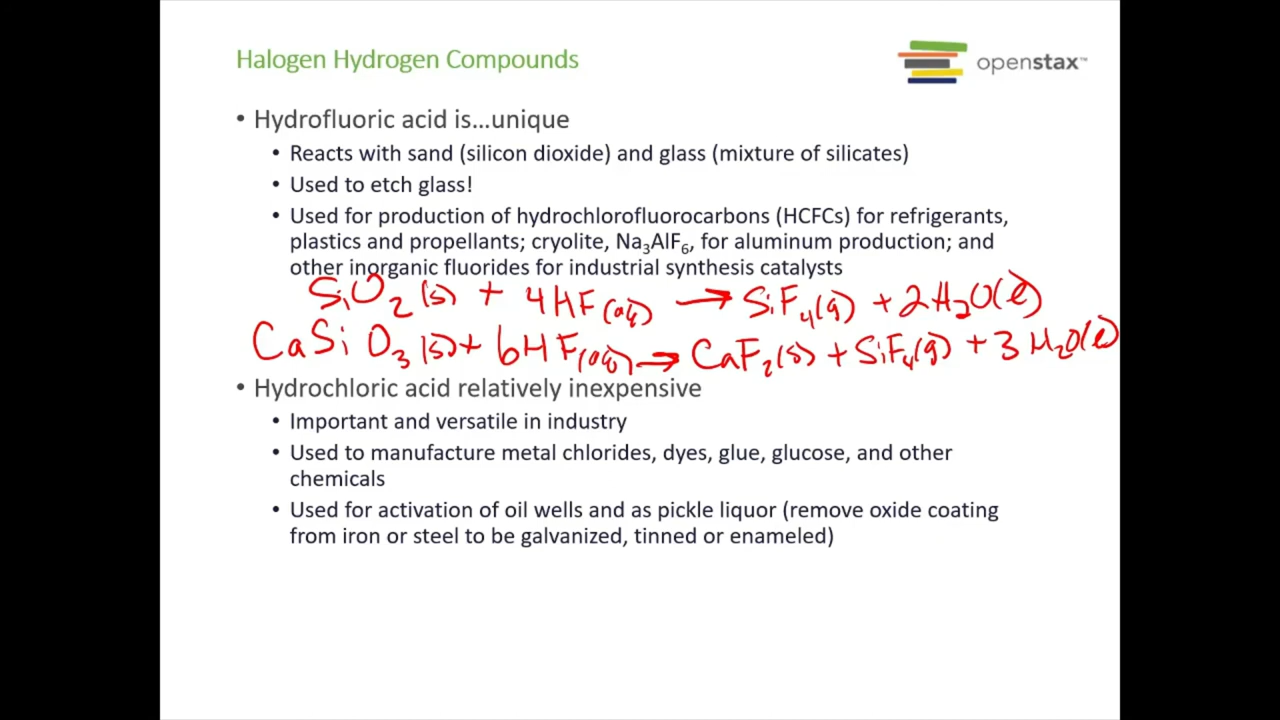 Halogen Hydrogen Compounds
openstax™
• Hydrofluoric acid is...unique
• Reacts with sand (silicon dioxide) and glass (mixture of silicates)
• Used to etch glass!
• Used for production of hydrochlorofluorocarbons (HCFCs) for refrigerants,
plastics and propellants; cryolite, Na₃AlF₆, for aluminum production; and
other inorganic fluorides for industrial synthesis catalysts
SiO₂(s) + 4HF(aq) → SiF₄(g) + 2H₂O(l)
CaSiO₃(s) + 6HF(aq) → CaF₂(s) + SiF₄(g) + 3H₂O(l)
• Hydrochloric acid relatively inexpensive
• Important and versatile in industry
• Used to manufacture metal chlorides, dyes, glue, glucose, and other
chemicals
• Used for activation of oil wells and as pickle liquor (remove oxide coating
from iron or steel to be galvanized, tinned or enameled)